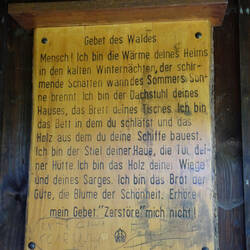 Gebet des Waldes
Mensch! Ich bin die Wärme deines Heims
in den kalten Winternächten, der schir-
mende Schatten wann des Sommers Son-
ne brennt. Ich bin der Dachstuhl deines
Hauses, das Brett deines Tisches. Ich bin
das Bett in dem du schläfst und das
Holz aus dem du deine Schiffe bauest.
Ich bin der Stiel deiner Haue, die Tür dei-
ner Hütte. Ich bin das Holz deiner Wiege
und deines Sarges. Ich bin das Brot der
Güte, die Blume der Schönheit. Erhöre
mein Gebet: "Zerstöre" mich nicht!